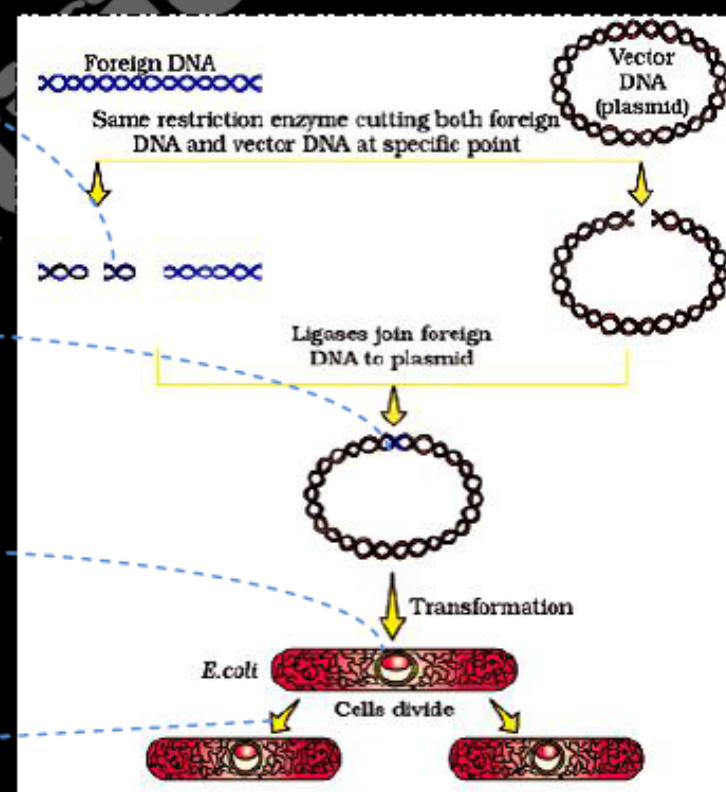 Foreign DNA
Vector
DNA
(plasmid)
Same restriction enzyme cutting both foreign
DNA and vector DNA at specific point
Ligases join foreign
DNA to plasmid
Transformation
E.coli
Cells divide